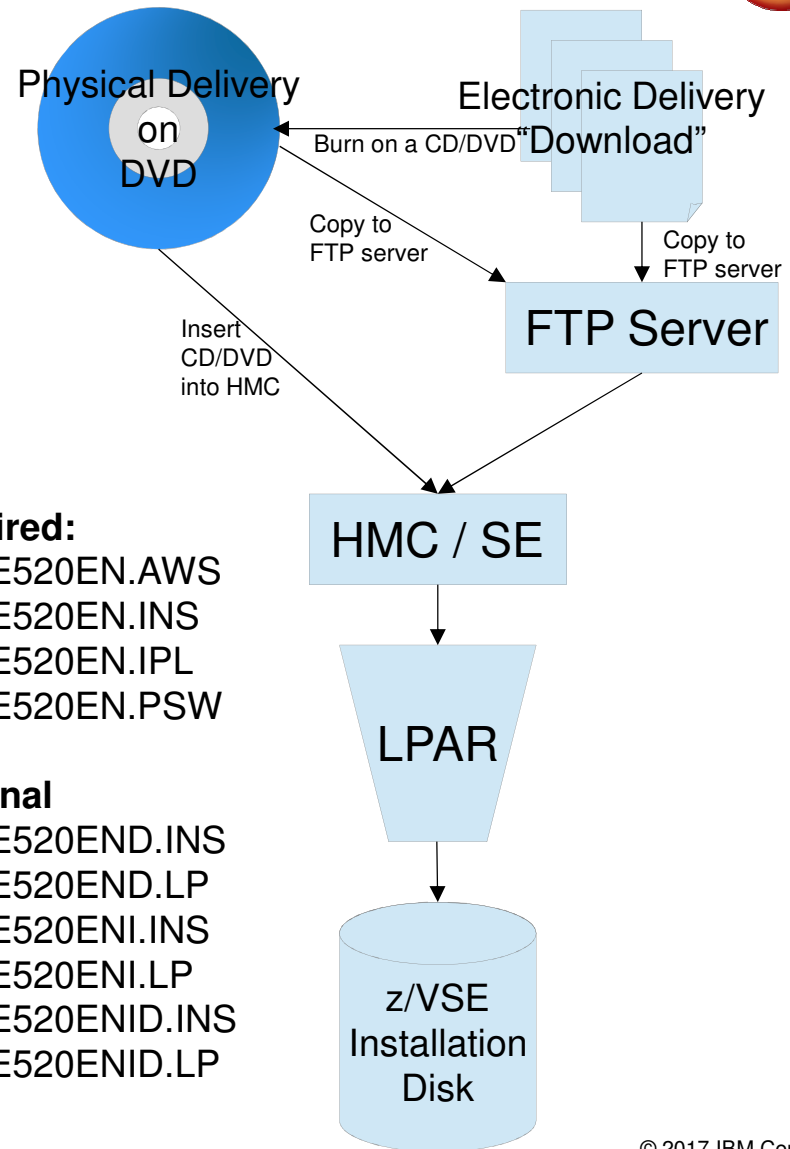 Physical Delivery
on
DVD
Electronic Delivery
“Download”
Burn on a CD/DVD
Copy to
FTP server
Copy to
FTP server
FTP Server
Insert
CD/DVD
into HMC
HMC / SE
ired:
E520EN.AWS
E520EN.INS
E520EN.IPL
E520EN.PSW
LPAR
nal
E520END.INS
E520END.LP
E520ENI.INS
E520ENI.LP
E520ENID.INS
E520ENID.LP
z/VSE
Installation
Disk
© 2017 IBM Cor